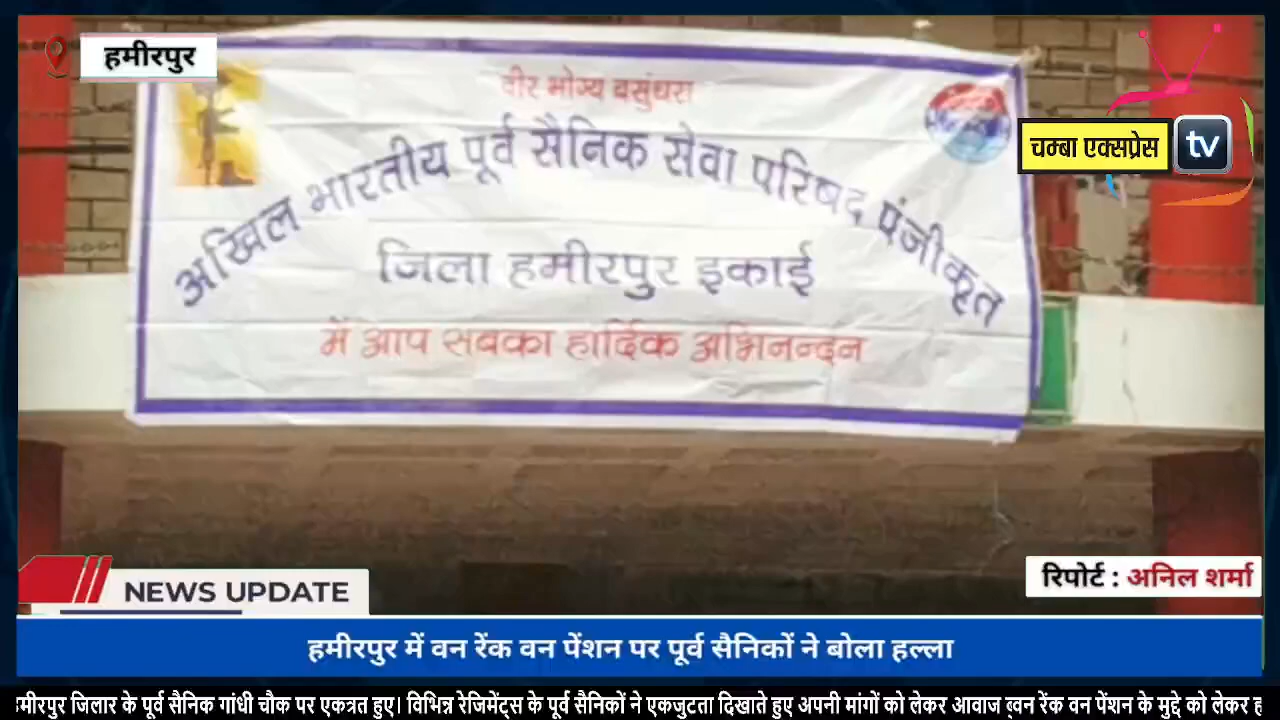 हमीरपुर
वीर भोग्य वसुंधरा
अखिल भारतीय पूर्व सैनिक सेवा परिषद पंजीकृत
जिला हमीरपुर इकाई
में आप सबका हार्दिक अभिनन्दन
चम्बा एक्सप्रेस tv
रिपोर्ट : अनिल शर्मा
NEWS UPDATE
हमीरपुर में वन रेंक वन पेंशन पर पूर्व सैनिकों ने बोला हल्ला
मीरपुर जिलार के पूर्व सैनिक गांधी चौक पर एकत्रत हुए। विभिन्न रेजिमेंट्स के पूर्व सैनिकों ने एकजुटता दिखाते हुए अपनी मांगों को लेकर आवाज वन रेंक वन पेंशन के मुद्दे को लेकर